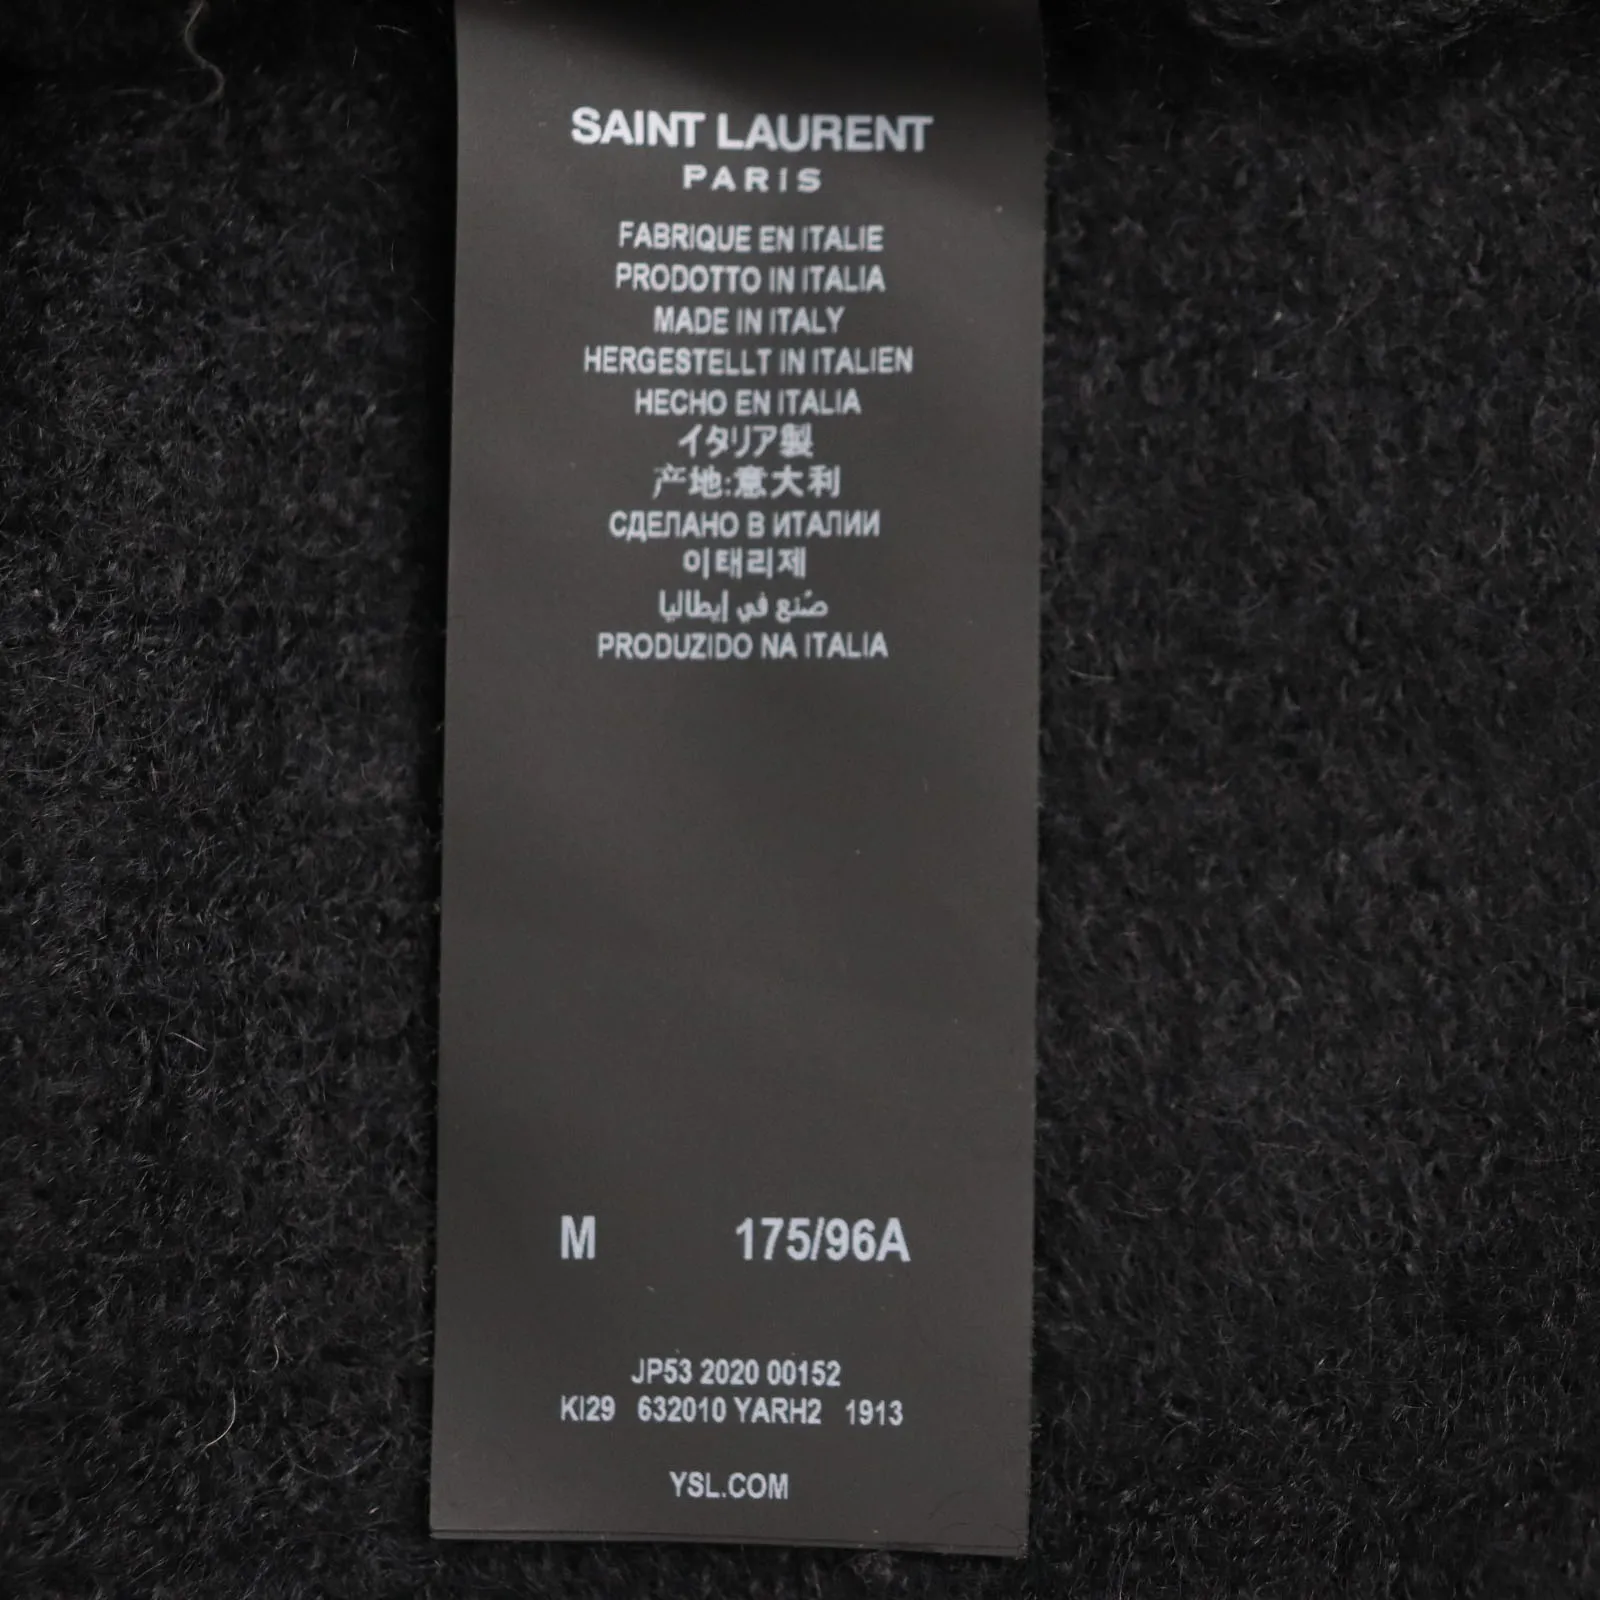 SAINT LAURENT
PARIS
FABRIQUE EN ITALIE
PRODOTTO IN ITALIA
MADE IN ITALY
HERGESTELLT IN ITALIEN
HECHO EN ITALIA
イタリア製
产地:意大利
СДЕЛАНО В ИТАЛИИ
이태리제
صُنع في إيطاليا
PRODUZIDO NA ITALIA
M 175/96A
JP53 2020 00152
KI29 632010 YARH2 1913
YSL.COM